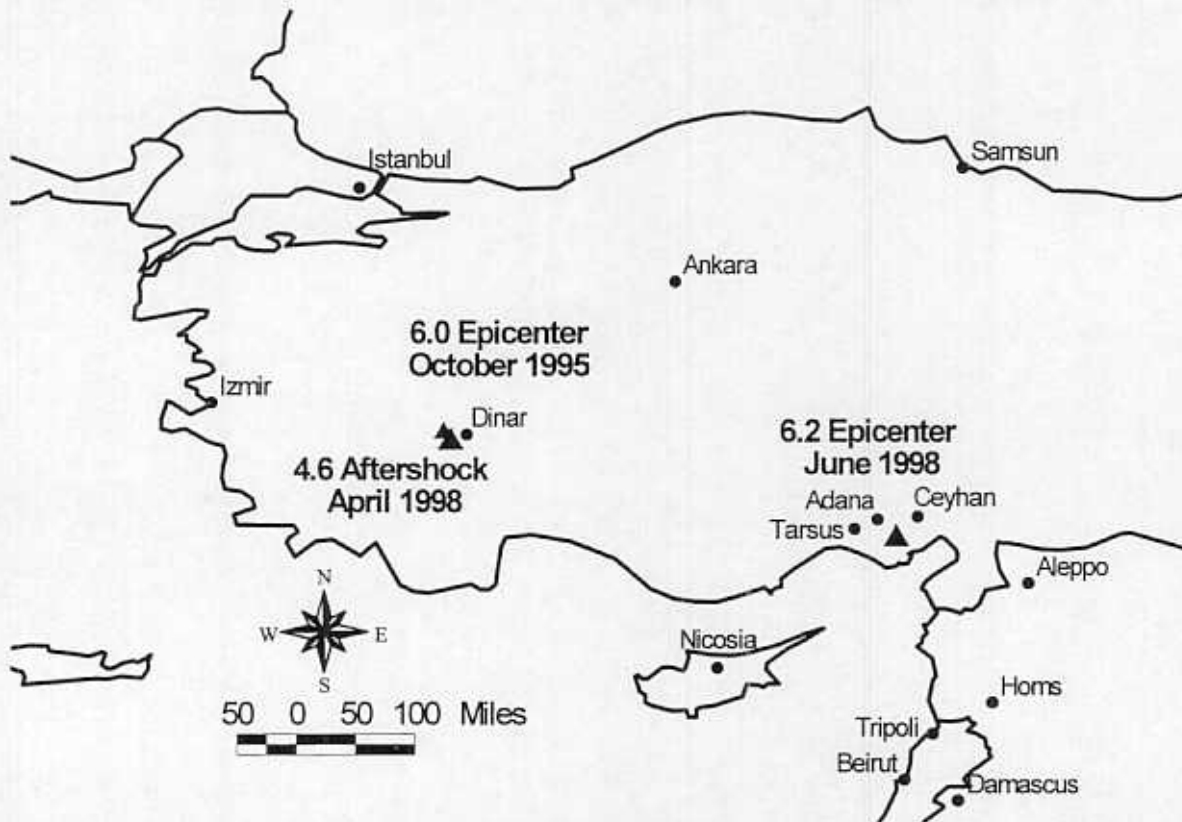 Istanbul
Samsun
Ankara
6.0 Epicenter
October 1995
Izmir
Dinar
4.6 Aftershock
April 1998
6.2 Epicenter
June 1998
Adana
Ceyhan
Tarsus
Aleppo
N
W
E
S
Nicosia
Homs
50 0 50 100 Miles
Tripoli
Beirut
Damascus